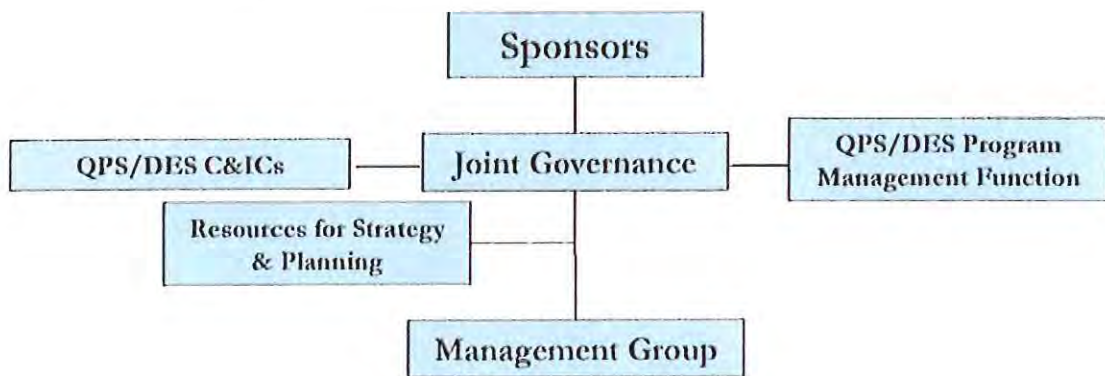 Sponsors
QPS/DES C&ICs
Joint Governance
QPS/DES Program
Management Function
Resources for Strategy
& Planning
Management Group